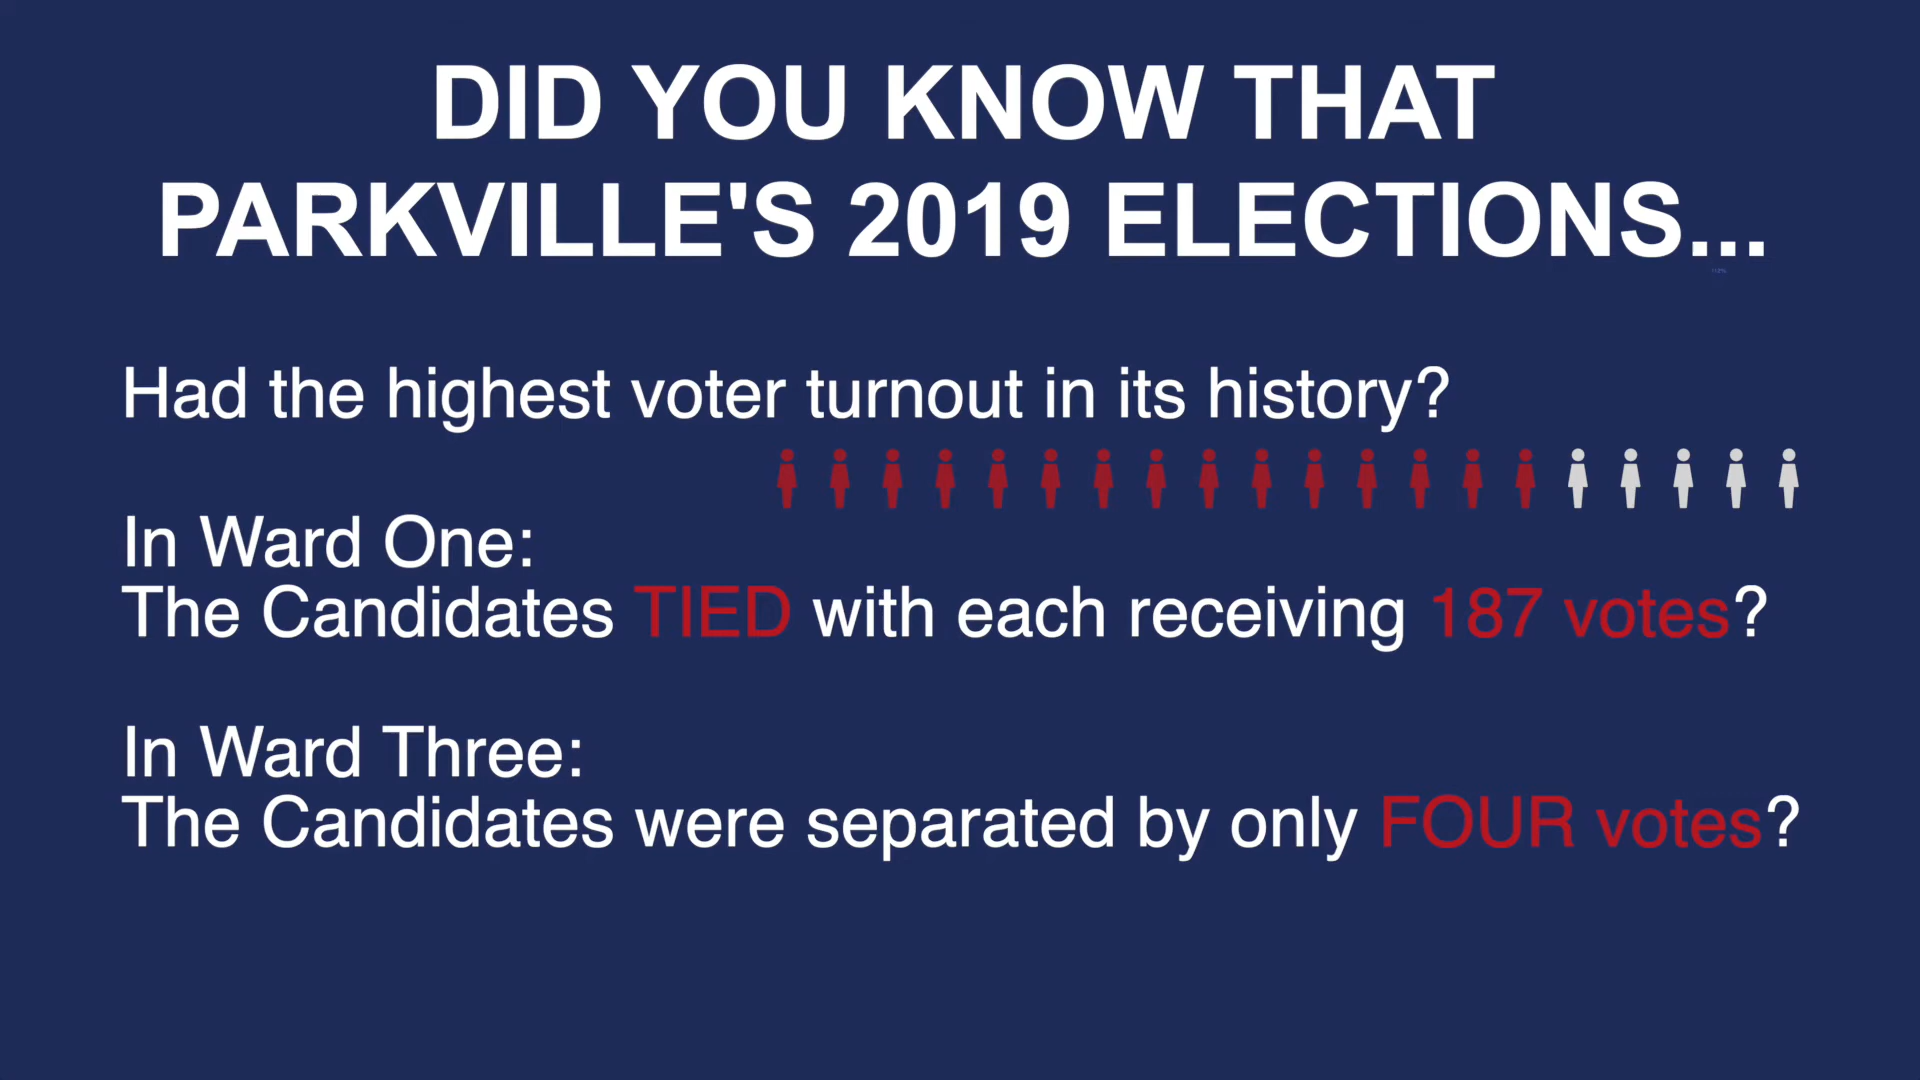 DID YOU KNOW THAT
PARKVILLE'S 2019 ELECTIONS...
Had the highest voter turnout in its history?
In Ward One:
The Candidates TIED with each receiving 187 votes?
In Ward Three:
The Candidates were separated by only FOUR votes?